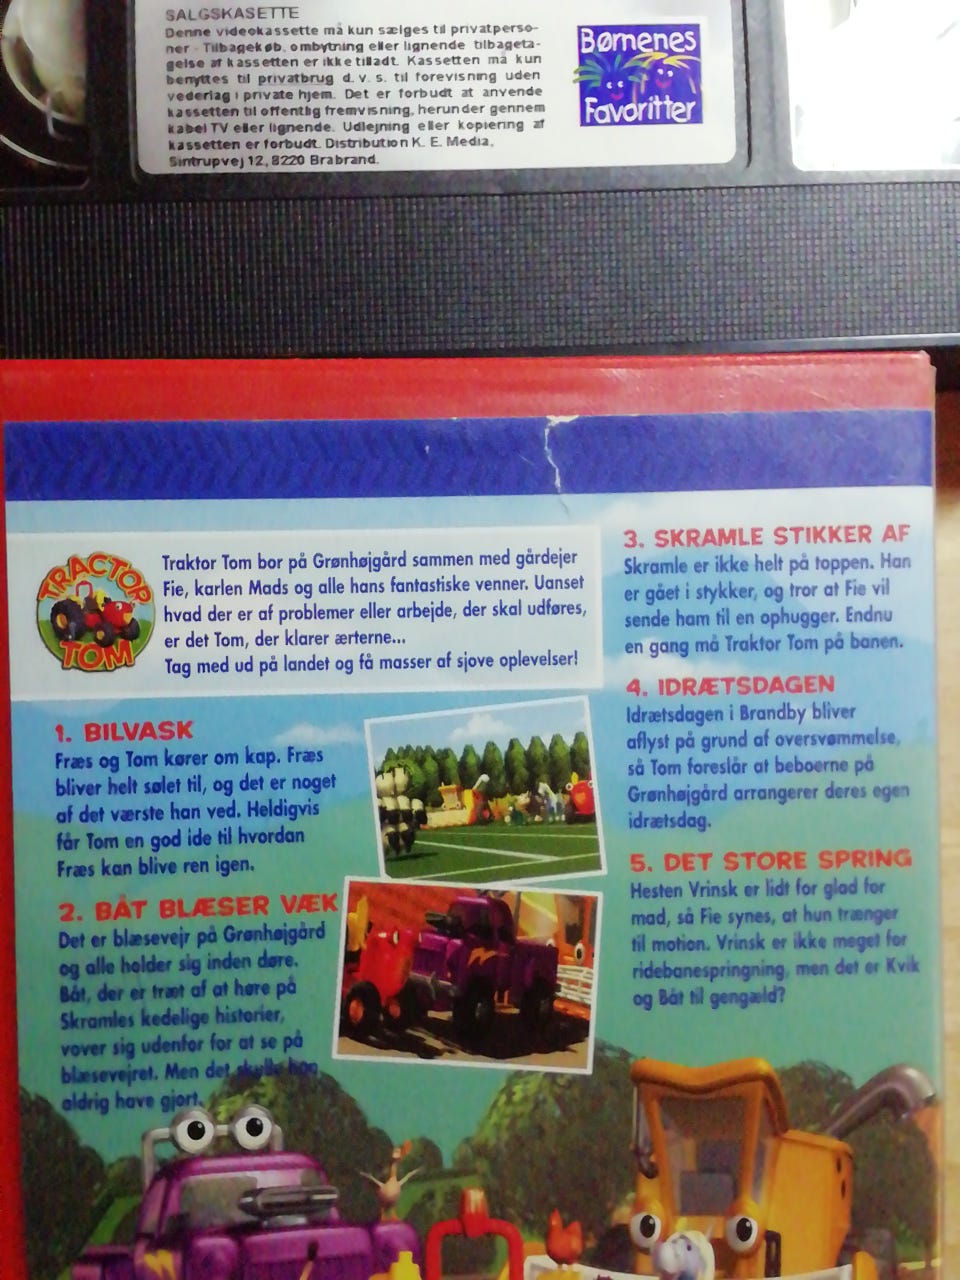 SALGSKASETTE
Denne videokassette må kun sælges til privatperso-
ner - Tilbagekøb, ombytning eller lignende tilbageta-
gelse af kassetten er ikke tilladt. Kassetten må kun
benyttes til privatbrug d. v. s. til forevisning uden
vederlag i private hjem. Det er forbudt at anvende
kassetten til offentlig fremvisning, herunder gennem
kabel TV eller lignende. Udlejning eller kopiering af
kassetten er forbudt. Distribution K. E. Media,
Sintrupvej 12, 8220 Brabrand.
Børnenes
Favoritter
TRACTOR
TOM
Traktor Tom bor på Grønhøjgård sammen med gårdejer
Fie, karlen Mads og alle hans fantastiske venner. Uanset
hvad der er af problemer eller arbejde, der skal udføres,
er det Tom, der klarer ærterne...
Tag med ud på landet og få masser af sjove oplevelser!
1. BILVASK
Fræs og Tom kører om kap. Fræs
bliver helt sølet til, og det er noget
af det værste han ved. Heldigvis
får Tom en god ide til hvordan
Fræs kan blive ren igen.
2. BÅT BLÆSER VÆK
Det er blæsevejr på Grønhøjgård
og alle holder sig inden døre.
Båt, der er træt af at høre på
Skramles kedelige historier,
vover sig udenfor for at se på
blæsevejret. Men det skulle hon
aldrig have gjort.
3. SKRAMLE STIKKER AF
Skramle er ikke helt på toppen. Han
er gået i stykker, og tror at Fie vil
sende ham til en ophugger. Endnu
en gang må Traktor Tom på banen.
4. IDRÆTSDAGEN
Idrætsdagen i Brandby bliver
aflyst på grund af oversvømmelse,
så Tom foreslår at beboerne på
Grønhøjgård arrangerer deres egen
idrætsdag.
5. DET STORE SPRING
Hesten Vrinsk er lidt for glad for
mad, så Fie synes, at hun trænger
til motion. Vrinsk er ikke meget for
ridebanespringning, men det er Kvik
og Båt til gengæld?